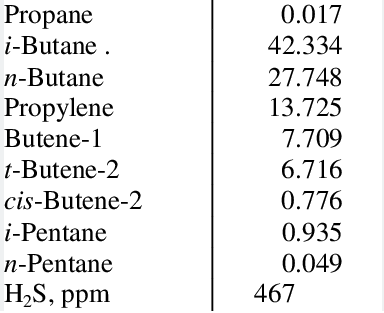 Propane 0.017
i-Butane . 42.334
n-Butane 27.748
Propylene 13.725
Butene-1 7.709
t-Butene-2 6.716
cis-Butene-2 0.776
i-Pentane 0.935
n-Pentane 0.049
H₂S, ppm 467